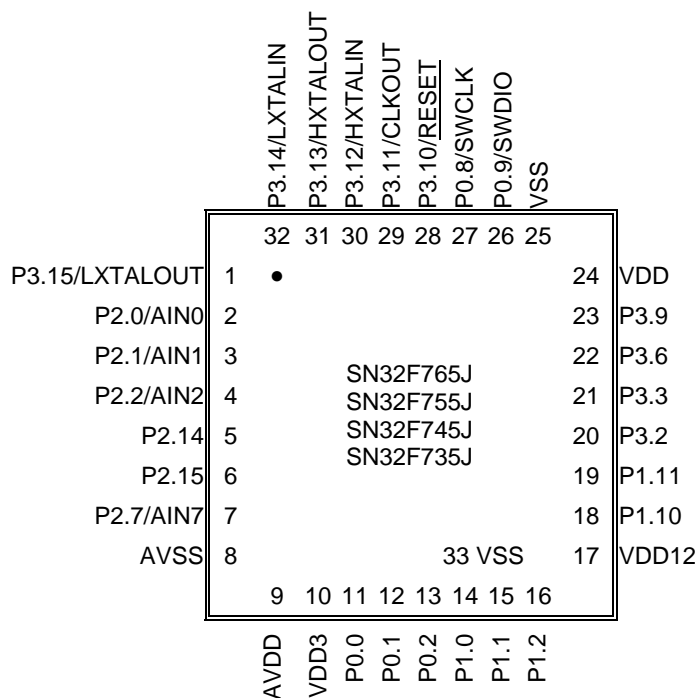 P3.14/LXTALIN
P3.13/HXTALOUT
P3.12/HXTALIN
P3.11/CLKOUT
P3.10/RESET
P0.8/SWCLK
P0.9/SWDIO
VSS
32 31 30 29 28 27 26 25
P3.15/LXTALOUT 1 • 24 VDD
P2.0/AIN0 2 23 P3.9
P2.1/AIN1 3 22 P3.6
SN32F765J
P2.2/AIN2 4 SN32F755J 21 P3.3
SN32F745J
P2.14 5 20 P3.2
SN32F735J
P2.15 6 19 P1.11
P2.7/AIN7 7 18 P1.10
AVSS 8 33 VSS 17 VDD12
9 10 11 12 13 14 15 16
AVDD
VDD3
P0.0
P0.1
P0.2
P1.0
P1.1
P1.2